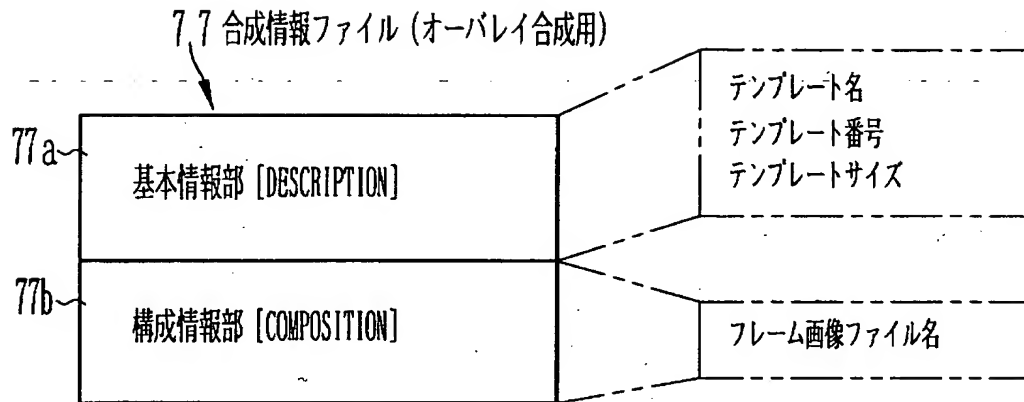 77 合成情報ファイル (オーバレイ合成用)
テンプレート名
テンプレート番号
テンプレートサイズ
77a
基本情報部 [DESCRIPTION]
77b
構成情報部 [COMPOSITION]
フレーム画像ファイル名